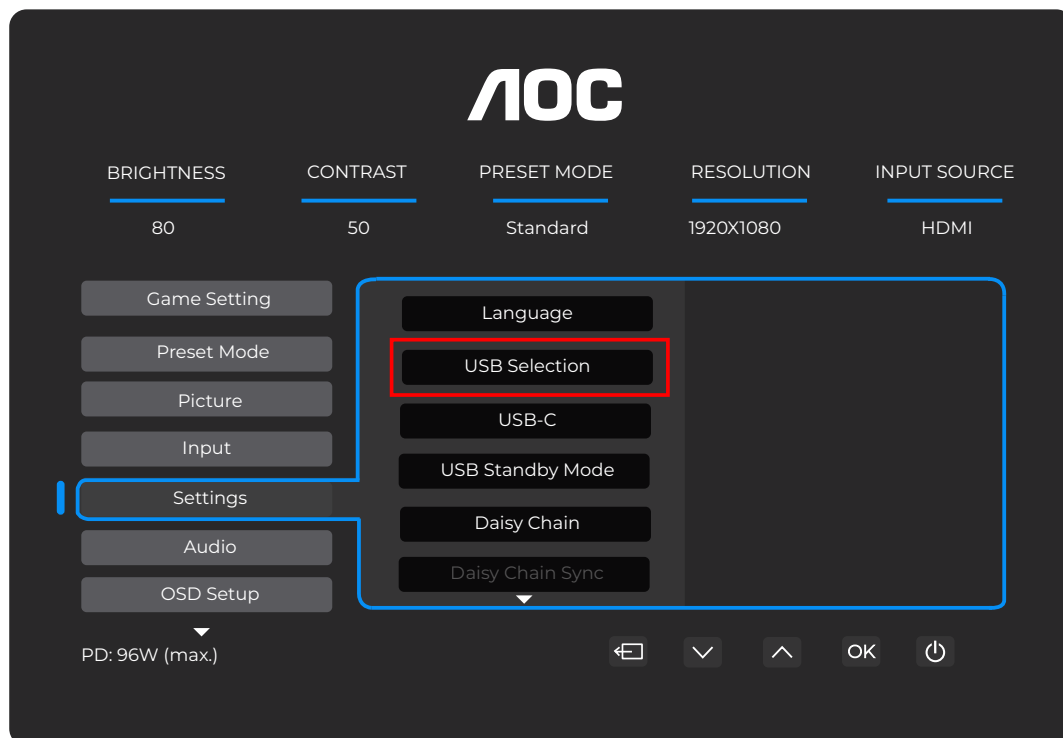 AOC
BRIGHTNESS CONTRAST PRESET MODE RESOLUTION INPUT SOURCE
80 50 Standard 1920X1080 HDMI
Game Setting
Preset Mode
Picture
Input
Settings
Audio
OSD Setup
Language
USB Selection
USB-C
USB Standby Mode
Daisy Chain
Daisy Chain Sync
PD: 96W (max.)
OK